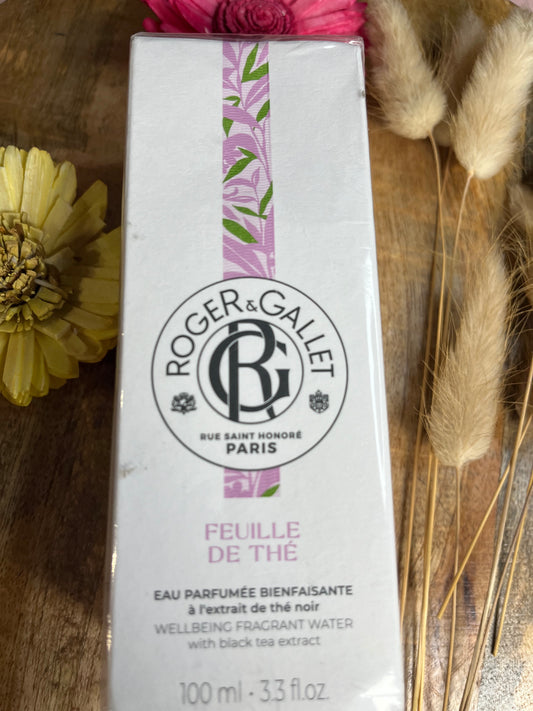 ROGER & GALLET
RG
RUE SAINT HONORÉ
PARIS
FEUILLE
DE THÉ
EAU PARFUMÉE BIENFAISANTE
à l'extrait de thé noir
WELLBEING FRAGRANT WATER
with black tea extract
100 ml - 3.3 fl.oz.